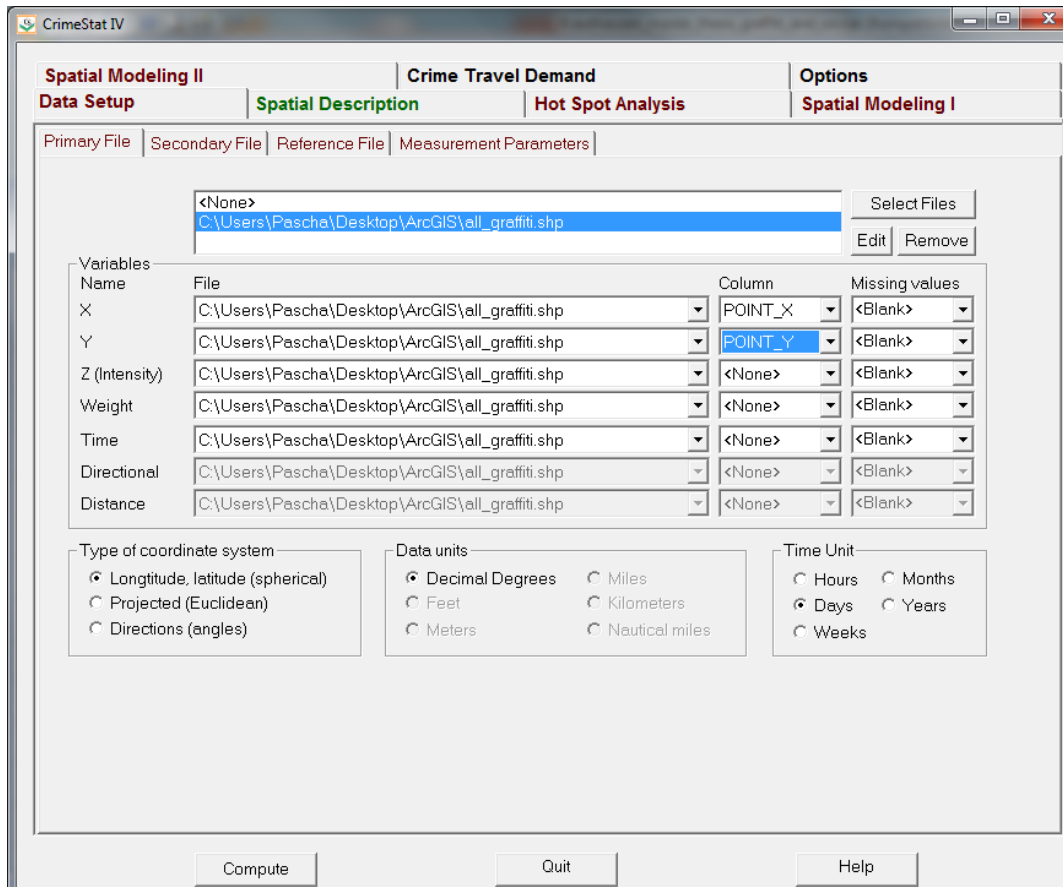 CrimeStat IV
Spatial Modeling II Crime Travel Demand Options
Data Setup Spatial Description Hot Spot Analysis Spatial Modeling I
Primary File Secondary File Reference File Measurement Parameters
<None>
C:\Users\Pascha\Desktop\ArcGIS\all_graffiti.shp
Select Files
Edit Remove
Variables
Name File Column Missing values
X C:\Users\Pascha\Desktop\ArcGIS\all_graffiti.shp POINT_X <Blank>
Y C:\Users\Pascha\Desktop\ArcGIS\all_graffiti.shp POINT_Y <Blank>
Z (Intensity) C:\Users\Pascha\Desktop\ArcGIS\all_graffiti.shp <None> <Blank>
Weight C:\Users\Pascha\Desktop\ArcGIS\all_graffiti.shp <None> <Blank>
Time C:\Users\Pascha\Desktop\ArcGIS\all_graffiti.shp <None> <Blank>
Directional C:\Users\Pascha\Desktop\ArcGIS\all_graffiti.shp <None> <Blank>
Distance C:\Users\Pascha\Desktop\ArcGIS\all_graffiti.shp <None> <Blank>
Type of coordinate system Data units Time Unit
Longtitude, latitude (spherical) Decimal Degrees Miles Hours Months
Projected (Euclidean) Feet Kilometers Days Years
Directions (angles) Meters Nautical miles Weeks
Compute Quit Help